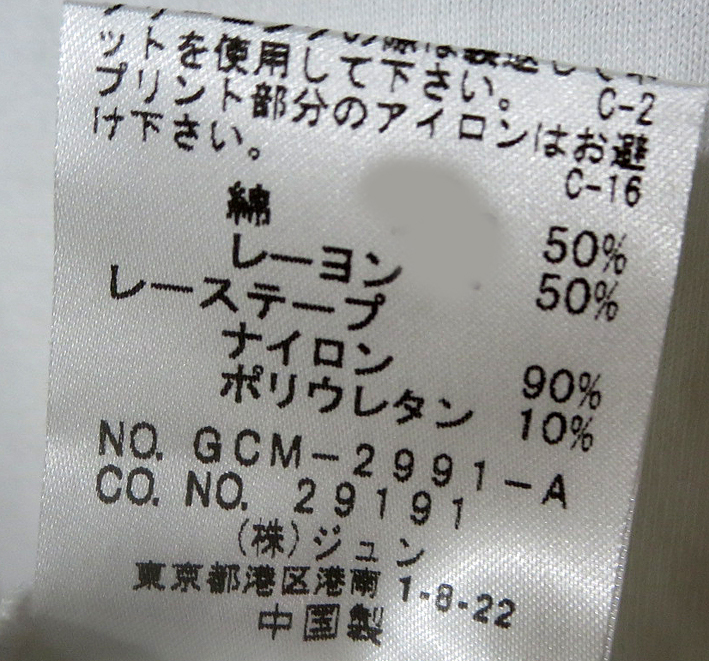 ットを使用して下さい。 C-2
プリント部分のアイロンはお避
け下さい。 C-16
綿 50%
レーヨン 50%
レーステープ
ナイロン 90%
ポリウレタン 10%
NO. GCM-2991-A
CO. NO. 29191
(株)ジュン
東京都港区港南 1-8-22
中国製